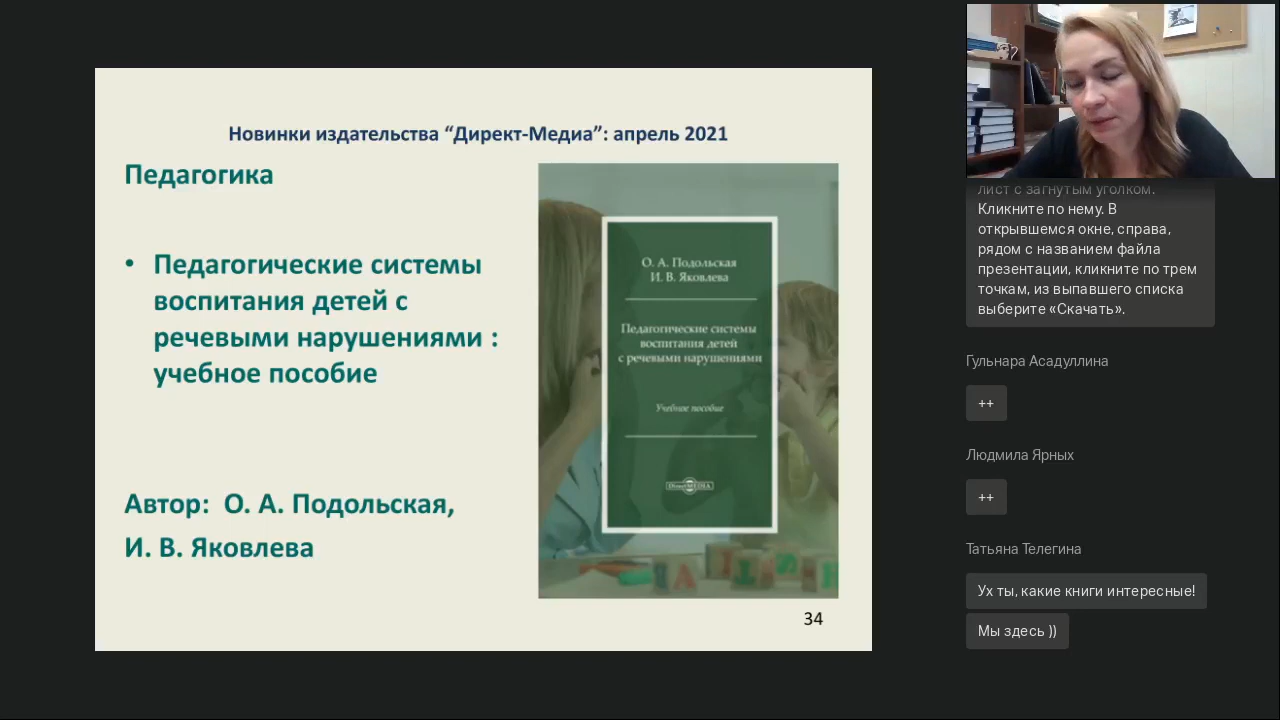 Новинки издательства “Директ-Медиа”: апрель 2021
Педагогика
• Педагогические системы
воспитания детей с
речевыми нарушениями :
учебное пособие
Автор: О. А. Подольская,
И. В. Яковлева
О. А. Подольская
И. В. Яковлева
Педагогические системы
воспитания детей
с речевыми нарушениями
Учебное пособие
DirectMEDIA
34
лист с загнутым уголком.
Кликните по нему. В
открывшемся окне, справа,
рядом с названием файла
презентации, кликните по трем
точкам, из выпавшего списка
выберите «Скачать».
Гульнара Асадуллина
++
Людмила Ярных
++
Татьяна Телегина
Ух ты, какие книги интересные!
Мы здесь ))